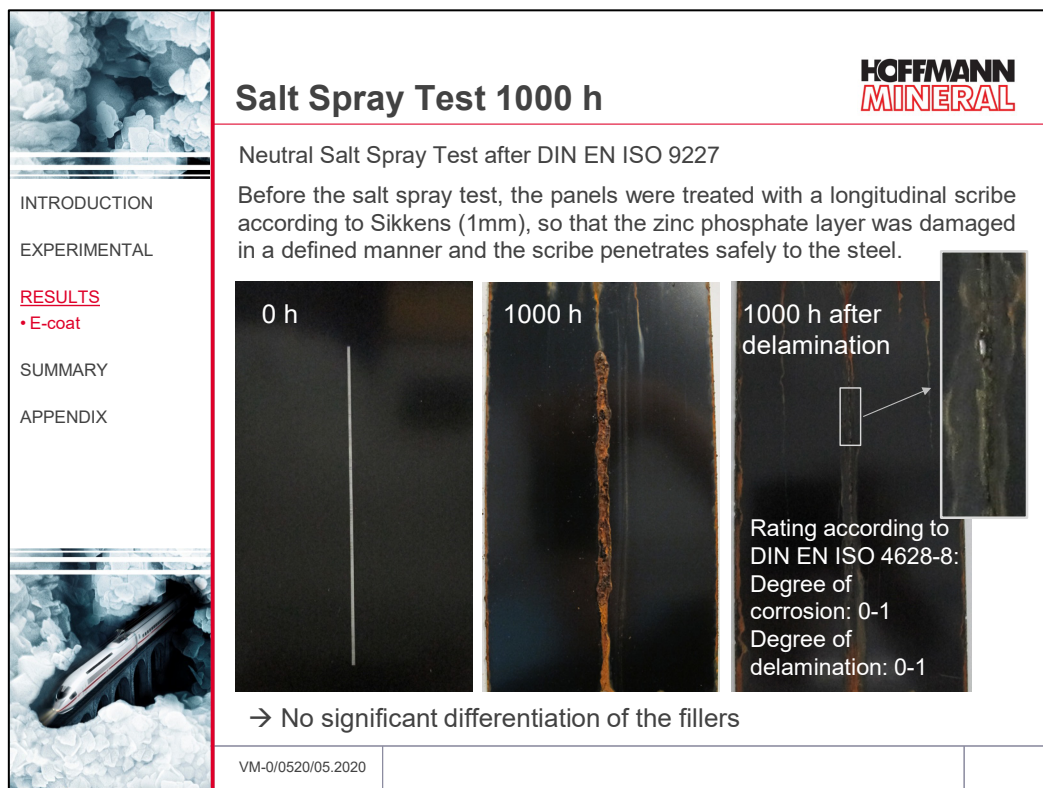 Salt Spray Test 1000 h
HOFFMANN
MINERAL
INTRODUCTION
EXPERIMENTAL
RESULTS
• E-coat
SUMMARY
APPENDIX
Neutral Salt Spray Test after DIN EN ISO 9227
Before the salt spray test, the panels were treated with a longitudinal scribe
according to Sikkens (1mm), so that the zinc phosphate layer was damaged
in a defined manner and the scribe penetrates safely to the steel.
0 h
1000 h
1000 h after
delamination
Rating according to
DIN EN ISO 4628-8:
Degree of
corrosion: 0-1
Degree of
delamination: 0-1
→ No significant differentiation of the fillers
VM-0/0520/05.2020